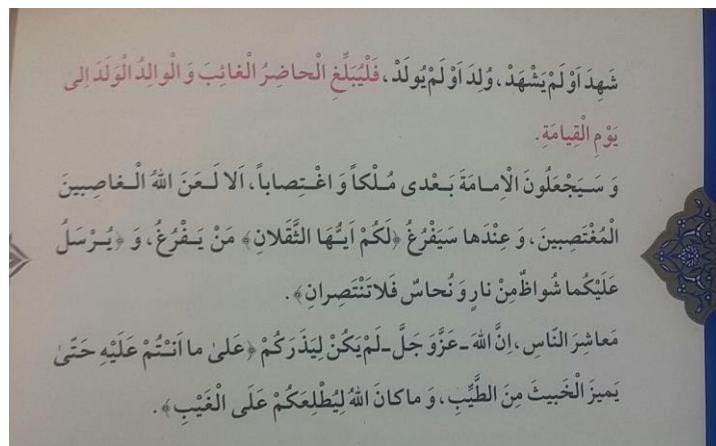 شَهِدَ اَوْ لَمْ يَشْهَدْ، وُلِدَ اَوْ لَمْ يُولَدْ، فَلْيُبَلِّغِ الْحاضِرُ الْغائِبَ وَ الْوالِدُ الْوَلَدَ اِلى
يَوْمِ الْقِيامَةِ.
وَ سَيَجْعَلُونَ الْاِمامَةَ بَعْدى مُلْكاً وَ اغْتِصاباً، اَلا لَعَنَ اللهُ الْغاصِبينَ
الْمُغْتَصِبينَ، وَ عِنْدَها سَيَفْرُغُ ﴿لَكُمْ اَيُّهَا الثَّقَلانِ﴾ مَنْ يَفْرُغُ، وَ ﴿يُرْسَلُ
عَلَيْكُما شُواظٌ مِنْ نارٍ وَ نُحاسٌ فَلا تَنْتَصِرانِ﴾.
مَعاشِرَ النّاسِ، اِنَّ اللهَ ـ عَزَّ وَ جَلَّ ـ لَمْ يَكُنْ لِيَذَرَكُمْ ﴿عَلىٰ ما اَنْتُمْ عَلَيْهِ حَتّىٰ
يَميزَ الْخَبيثَ مِنَ الطَّيِّبِ، وَ ما كانَ اللهُ لِيُطْلِعَكُمْ عَلَى الْغَيْبِ﴾.